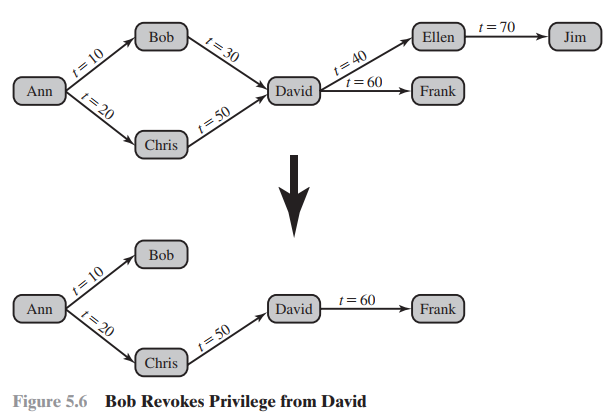 Ann
Bob
Chris
David
Ellen
Frank
Jim
t = 10
t = 20
t = 30
t = 50
t = 40
t = 60
t = 70
Ann
Bob
Chris
David
Frank
t = 10
t = 20
t = 50
t = 60
Figure 5.6 Bob Revokes Privilege from David